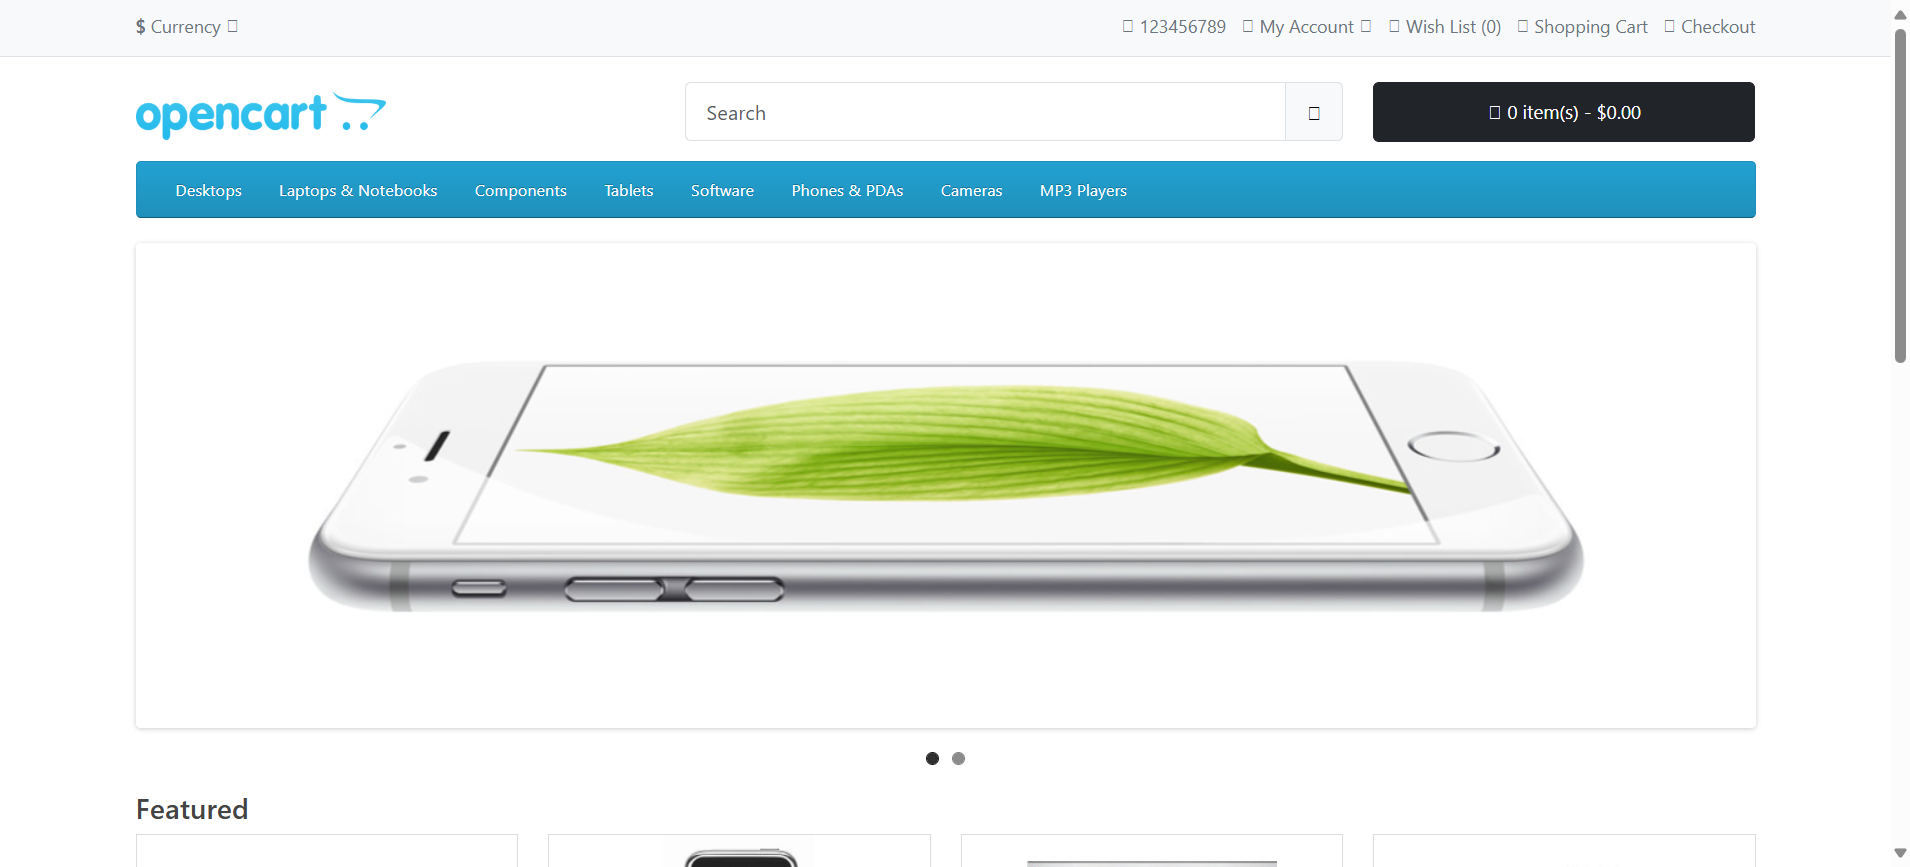 $ Currency
123456789 My Account Wish List (0) Shopping Cart Checkout
opencart
Search
0 item(s) - $0.00
Desktops Laptops & Notebooks Components Tablets Software Phones & PDAs Cameras MP3 Players
Featured